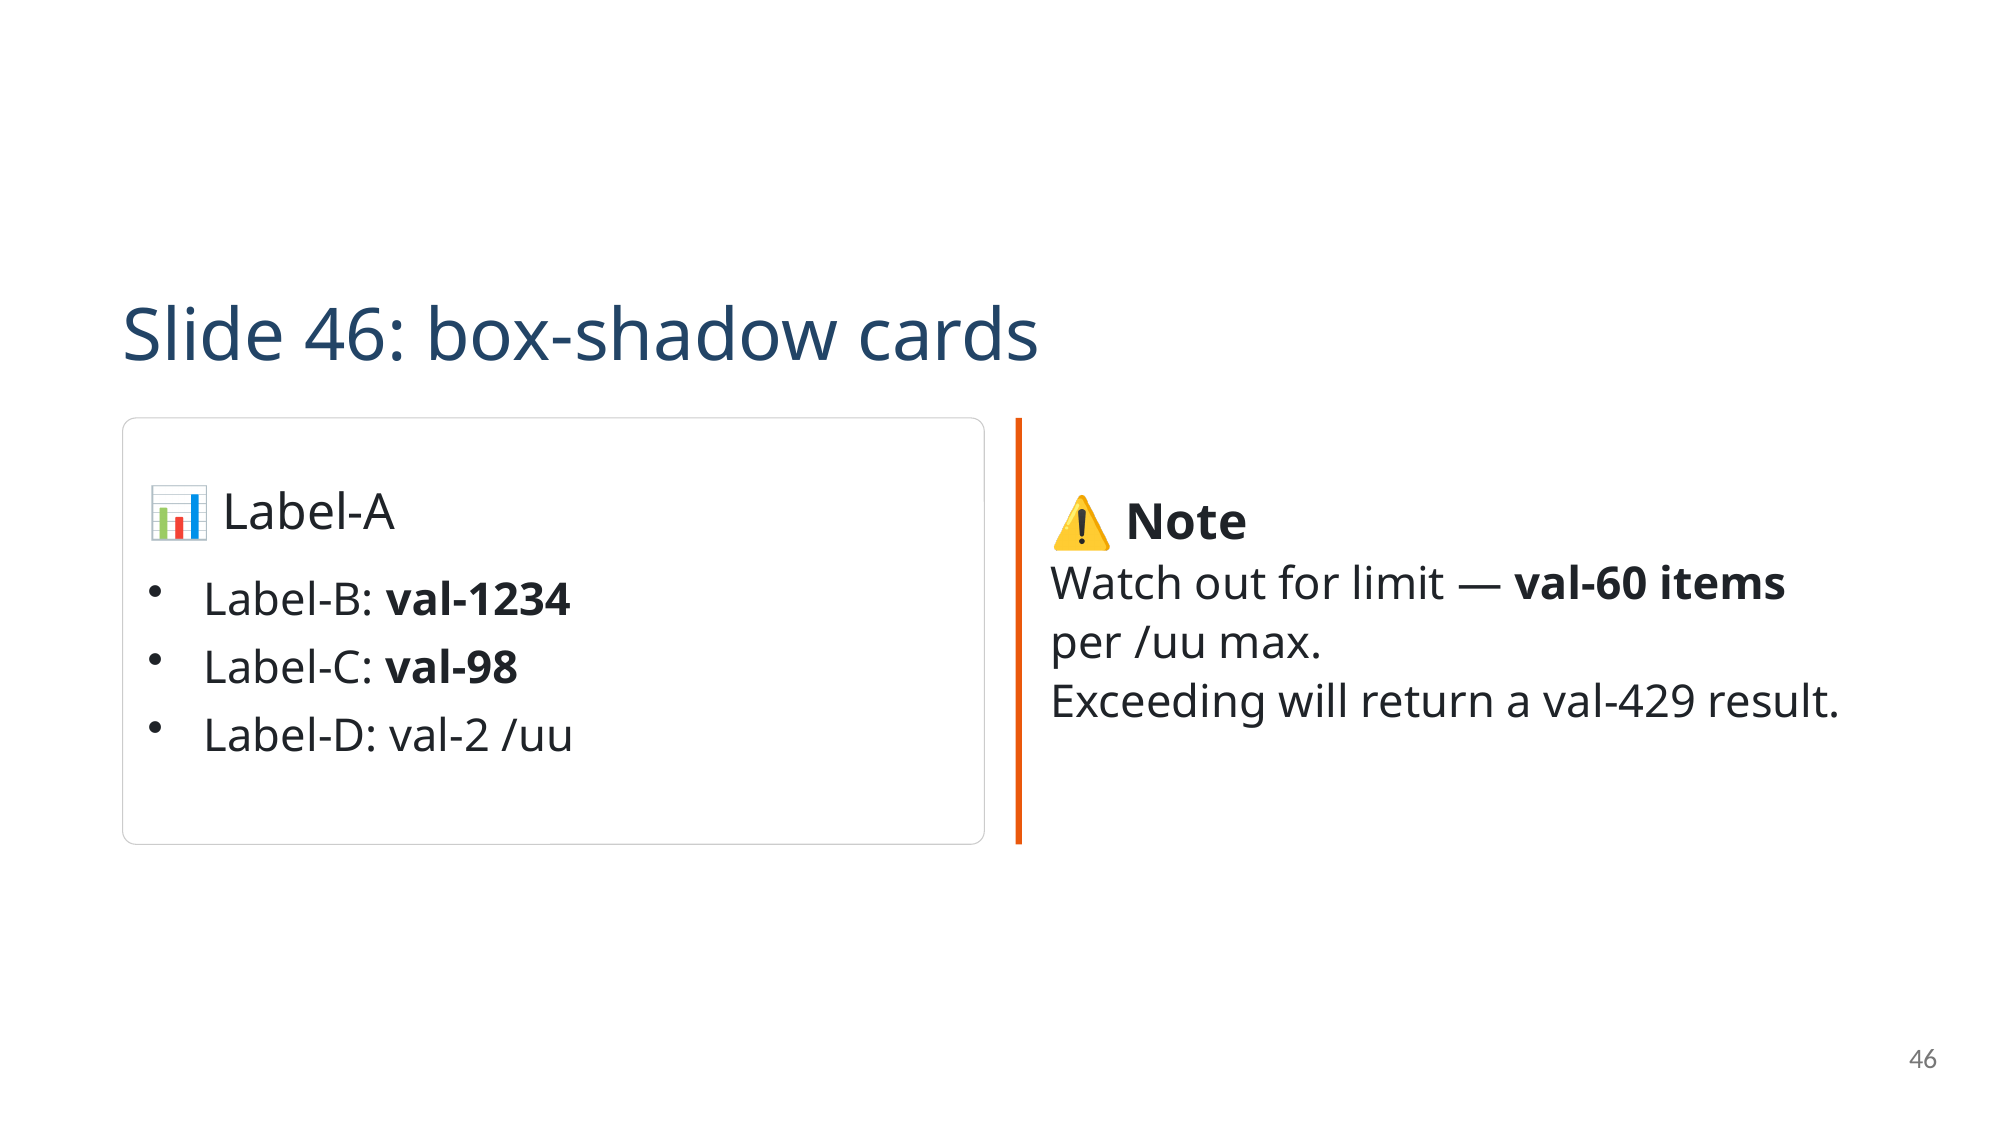 Slide 46: box-shadow cards
📊 Label-A
• Label-B: val-1234
• Label-C: val-98
• Label-D: val-2 /uu
⚠️ Note
Watch out for limit — val-60 items
per /uu max.
Exceeding will return a val-429 result.
46